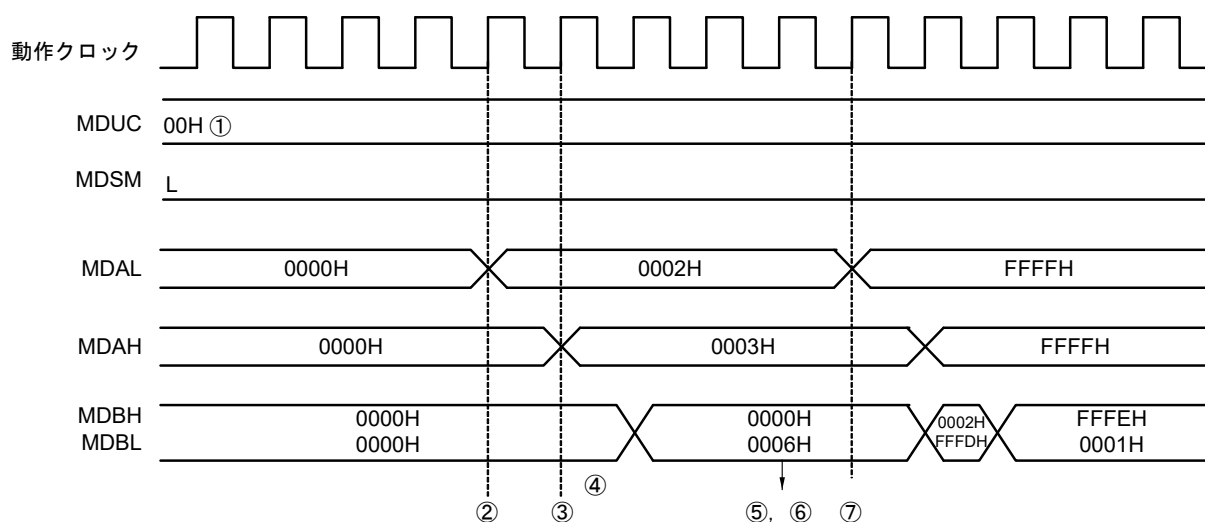 動作クロック
MDUC 00H ①
MDSM L
MDAL 0000H 0002H FFFFH
MDAH 0000H 0003H FFFFH
MDBH 0000H 0000H 0002H FFFEH
MDBL 0000H 0006H FFFDH 0001H
④
② ③ ⑤, ⑥ ⑦